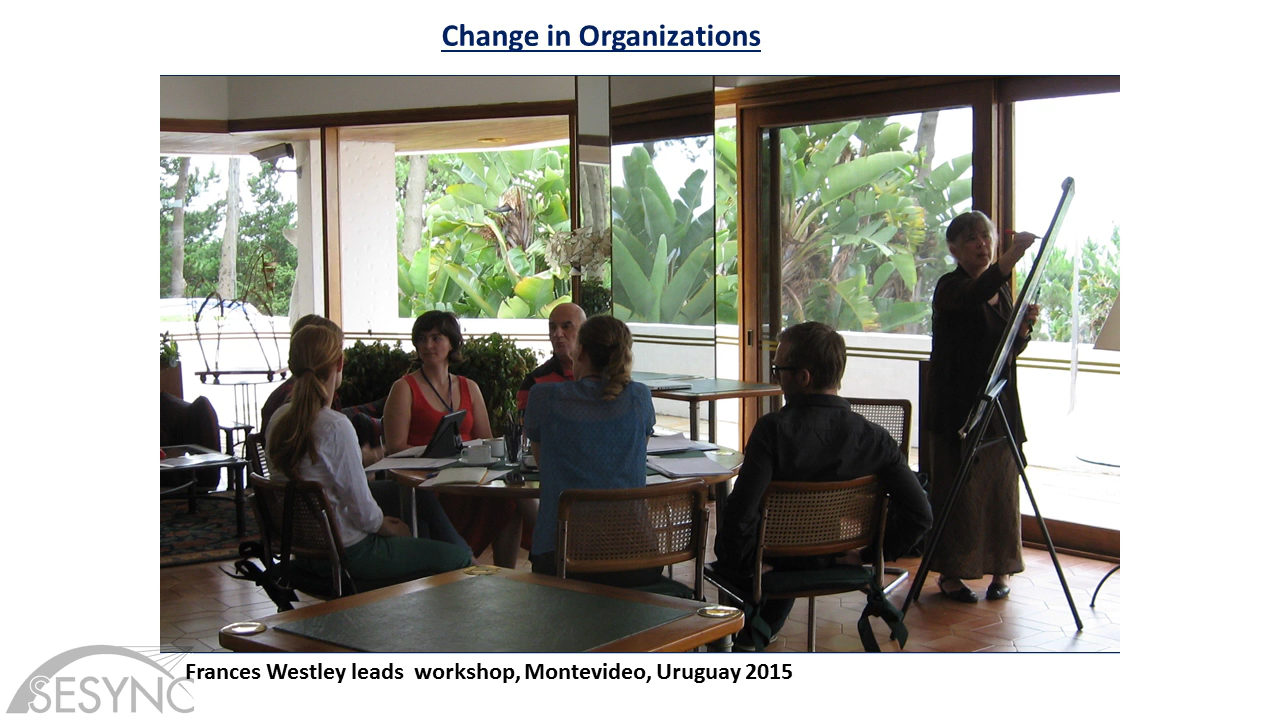 Change in Organizations
Frances Westley leads  workshop, Montevideo, Uruguay 2015
SESYNC